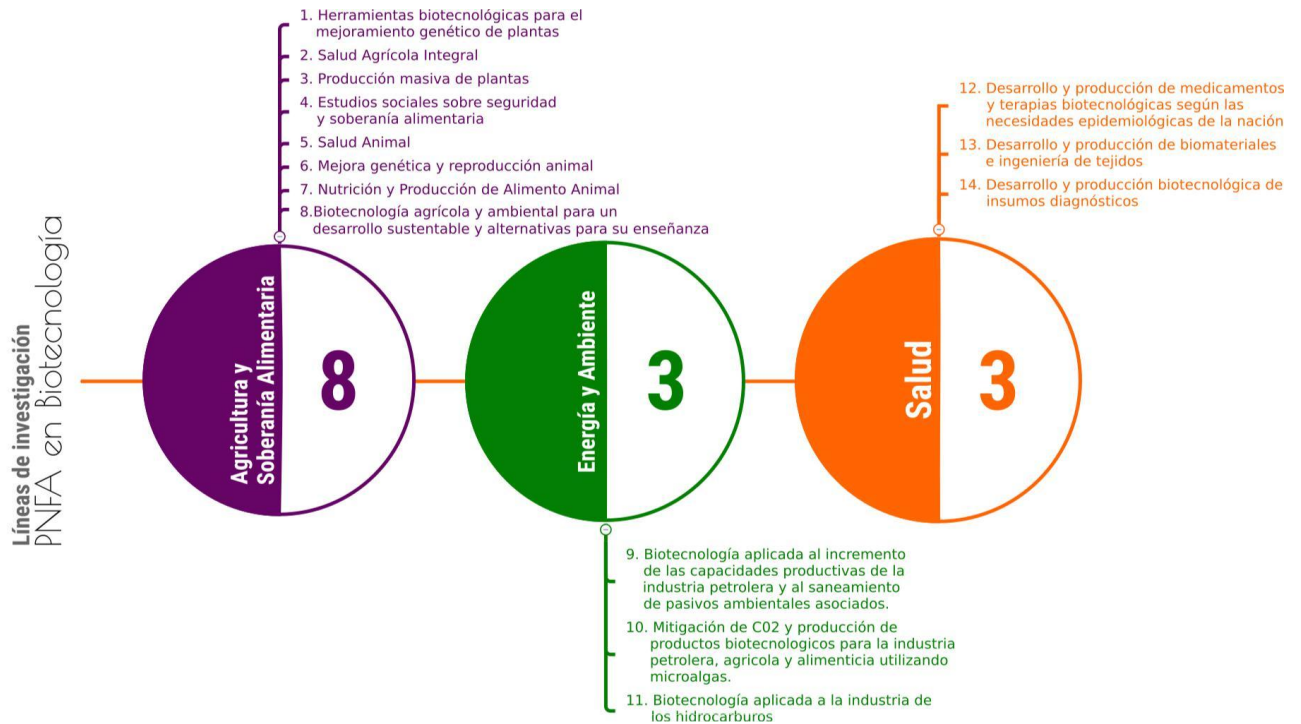 Líneas de investigación
PNFA en Biotecnología
1. Herramientas biotecnológicas para el
mejoramiento genético de plantas
2. Salud Agrícola Integral
3. Producción masiva de plantas
4. Estudios sociales sobre seguridad
y soberanía alimentaria
5. Salud Animal
6. Mejora genética y reproducción animal
7. Nutrición y Producción de Alimento Animal
8.Biotecnología agrícola y ambiental para un
desarrollo sustentable y alternativas para su enseñanza
Agricultura y
Soberanía Alimentaria
8
Energía y Ambiente
3
9. Biotecnología aplicada al incremento
de las capacidades productivas de la
industria petrolera y al saneamiento
de pasivos ambientales asociados.
10. Mitigación de C02 y producción de
productos biotecnologicos para la industria
petrolera, agricola y alimenticia utilizando
microalgas.
11. Biotecnología aplicada a la industria de
los hidrocarburos
12. Desarrollo y producción de medicamentos
y terapias biotecnológicas según las
necesidades epidemiológicas de la nación
13. Desarrollo y producción de biomateriales
e ingeniería de tejidos
14. Desarrollo y producción biotecnológica de
insumos diagnósticos
Salud
3